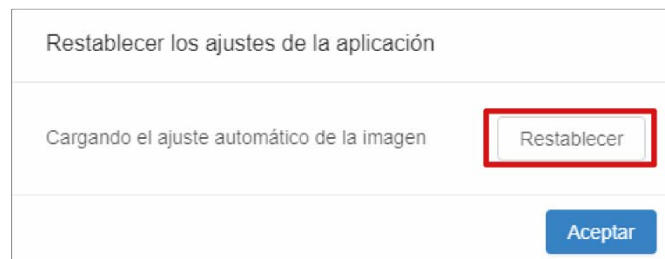 Restablecer los ajustes de la aplicación
Cargando el ajuste automático de la imagen
Restablecer
Aceptar